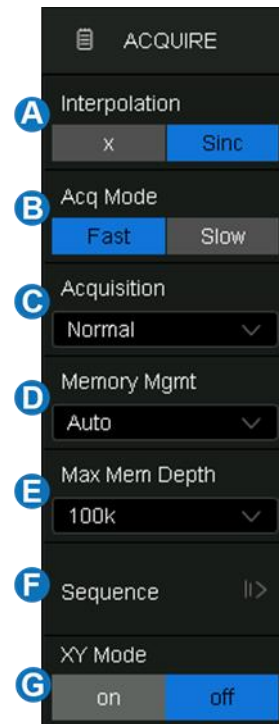 ACQUIRE
A Interpolation
x Sinc
B Acq Mode
Fast Slow
C Acquisition
Normal
D Memory Mgmt
Auto
E Max Mem Depth
100k
F Sequence
XY Mode
G on off